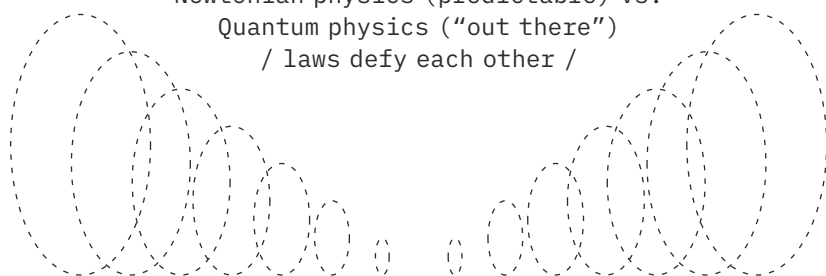 Newtonian physics (predictable) vs.
Quantum physics (“out there”)
/ laws defy each other /